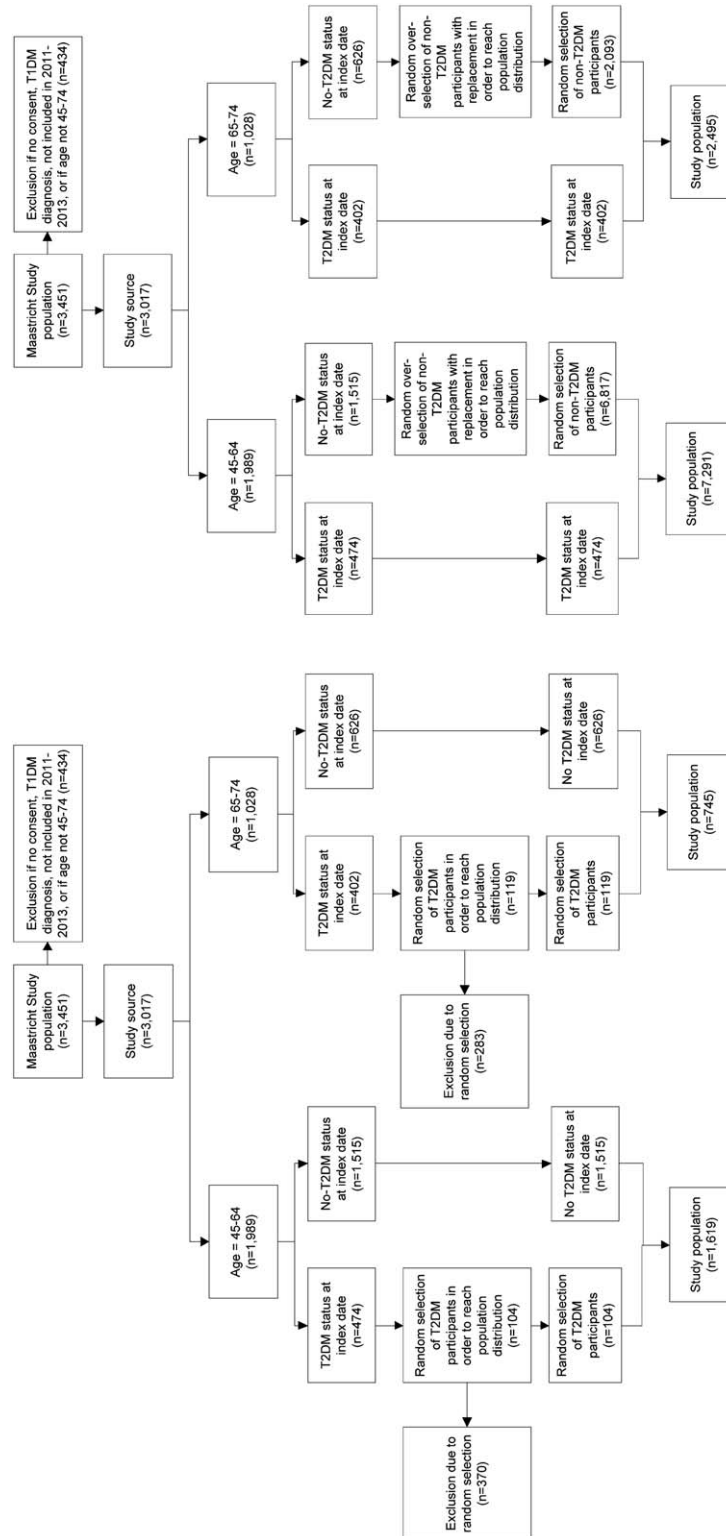 Maastricht Study
population
(n=3,451)
Exclusion if no consent, T1DM
diagnosis, not included in 2011-
2013, or if age not 45-74 (n=434)
Study source
(n=3,017)
Age = 45-64
(n=1,989)
Age = 65-74
(n=1,028)
T2DM status at
index date
(n=474)
No-T2DM status
at index date
(n=1,515)
T2DM status at
index date
(n=402)
No-T2DM status
at index date
(n=626)
Exclusion due to
random selection
(n=370)
Random selection
of T2DM
participants in
order to reach
population
distribution
(n=104)
Exclusion due to
random selection
(n=283)
Random selection
of T2DM
participants in
order to reach
population
distribution
(n=119)
Random selection
of T2DM
participants
(n=104)
No T2DM status at
index date
(n=1,515)
Random selection
of T2DM
participants
(n=119)
No T2DM status at
index date
(n=626)
Study population
(n=1,619)
Study population
(n=745)
Maastricht Study
population
(n=3,451)
Exclusion if no consent, T1DM
diagnosis, not included in 2011-
2013, or if age not 45-74 (n=434)
Study source
(n=3,017)
Age = 45-64
(n=1,989)
Age = 65-74
(n=1,028)
T2DM status at
index date
(n=474)
No-T2DM status
at index date
(n=1,515)
T2DM status at
index date
(n=402)
No-T2DM status
at index date
(n=626)
Random over-
selection of non-
T2DM
participants with
replacement in
order to reach
population
distribution
Random over-
selection of non-
T2DM
participants with
replacement in
order to reach
population
distribution
T2DM status at
index date
(n=474)
Random selection
of non-T2DM
participants
(n=6,817)
T2DM status at
index date
(n=402)
Random selection
of non-T2DM
participants
(n=2,093)
Study population
(n=7,291)
Study population
(n=2,495)